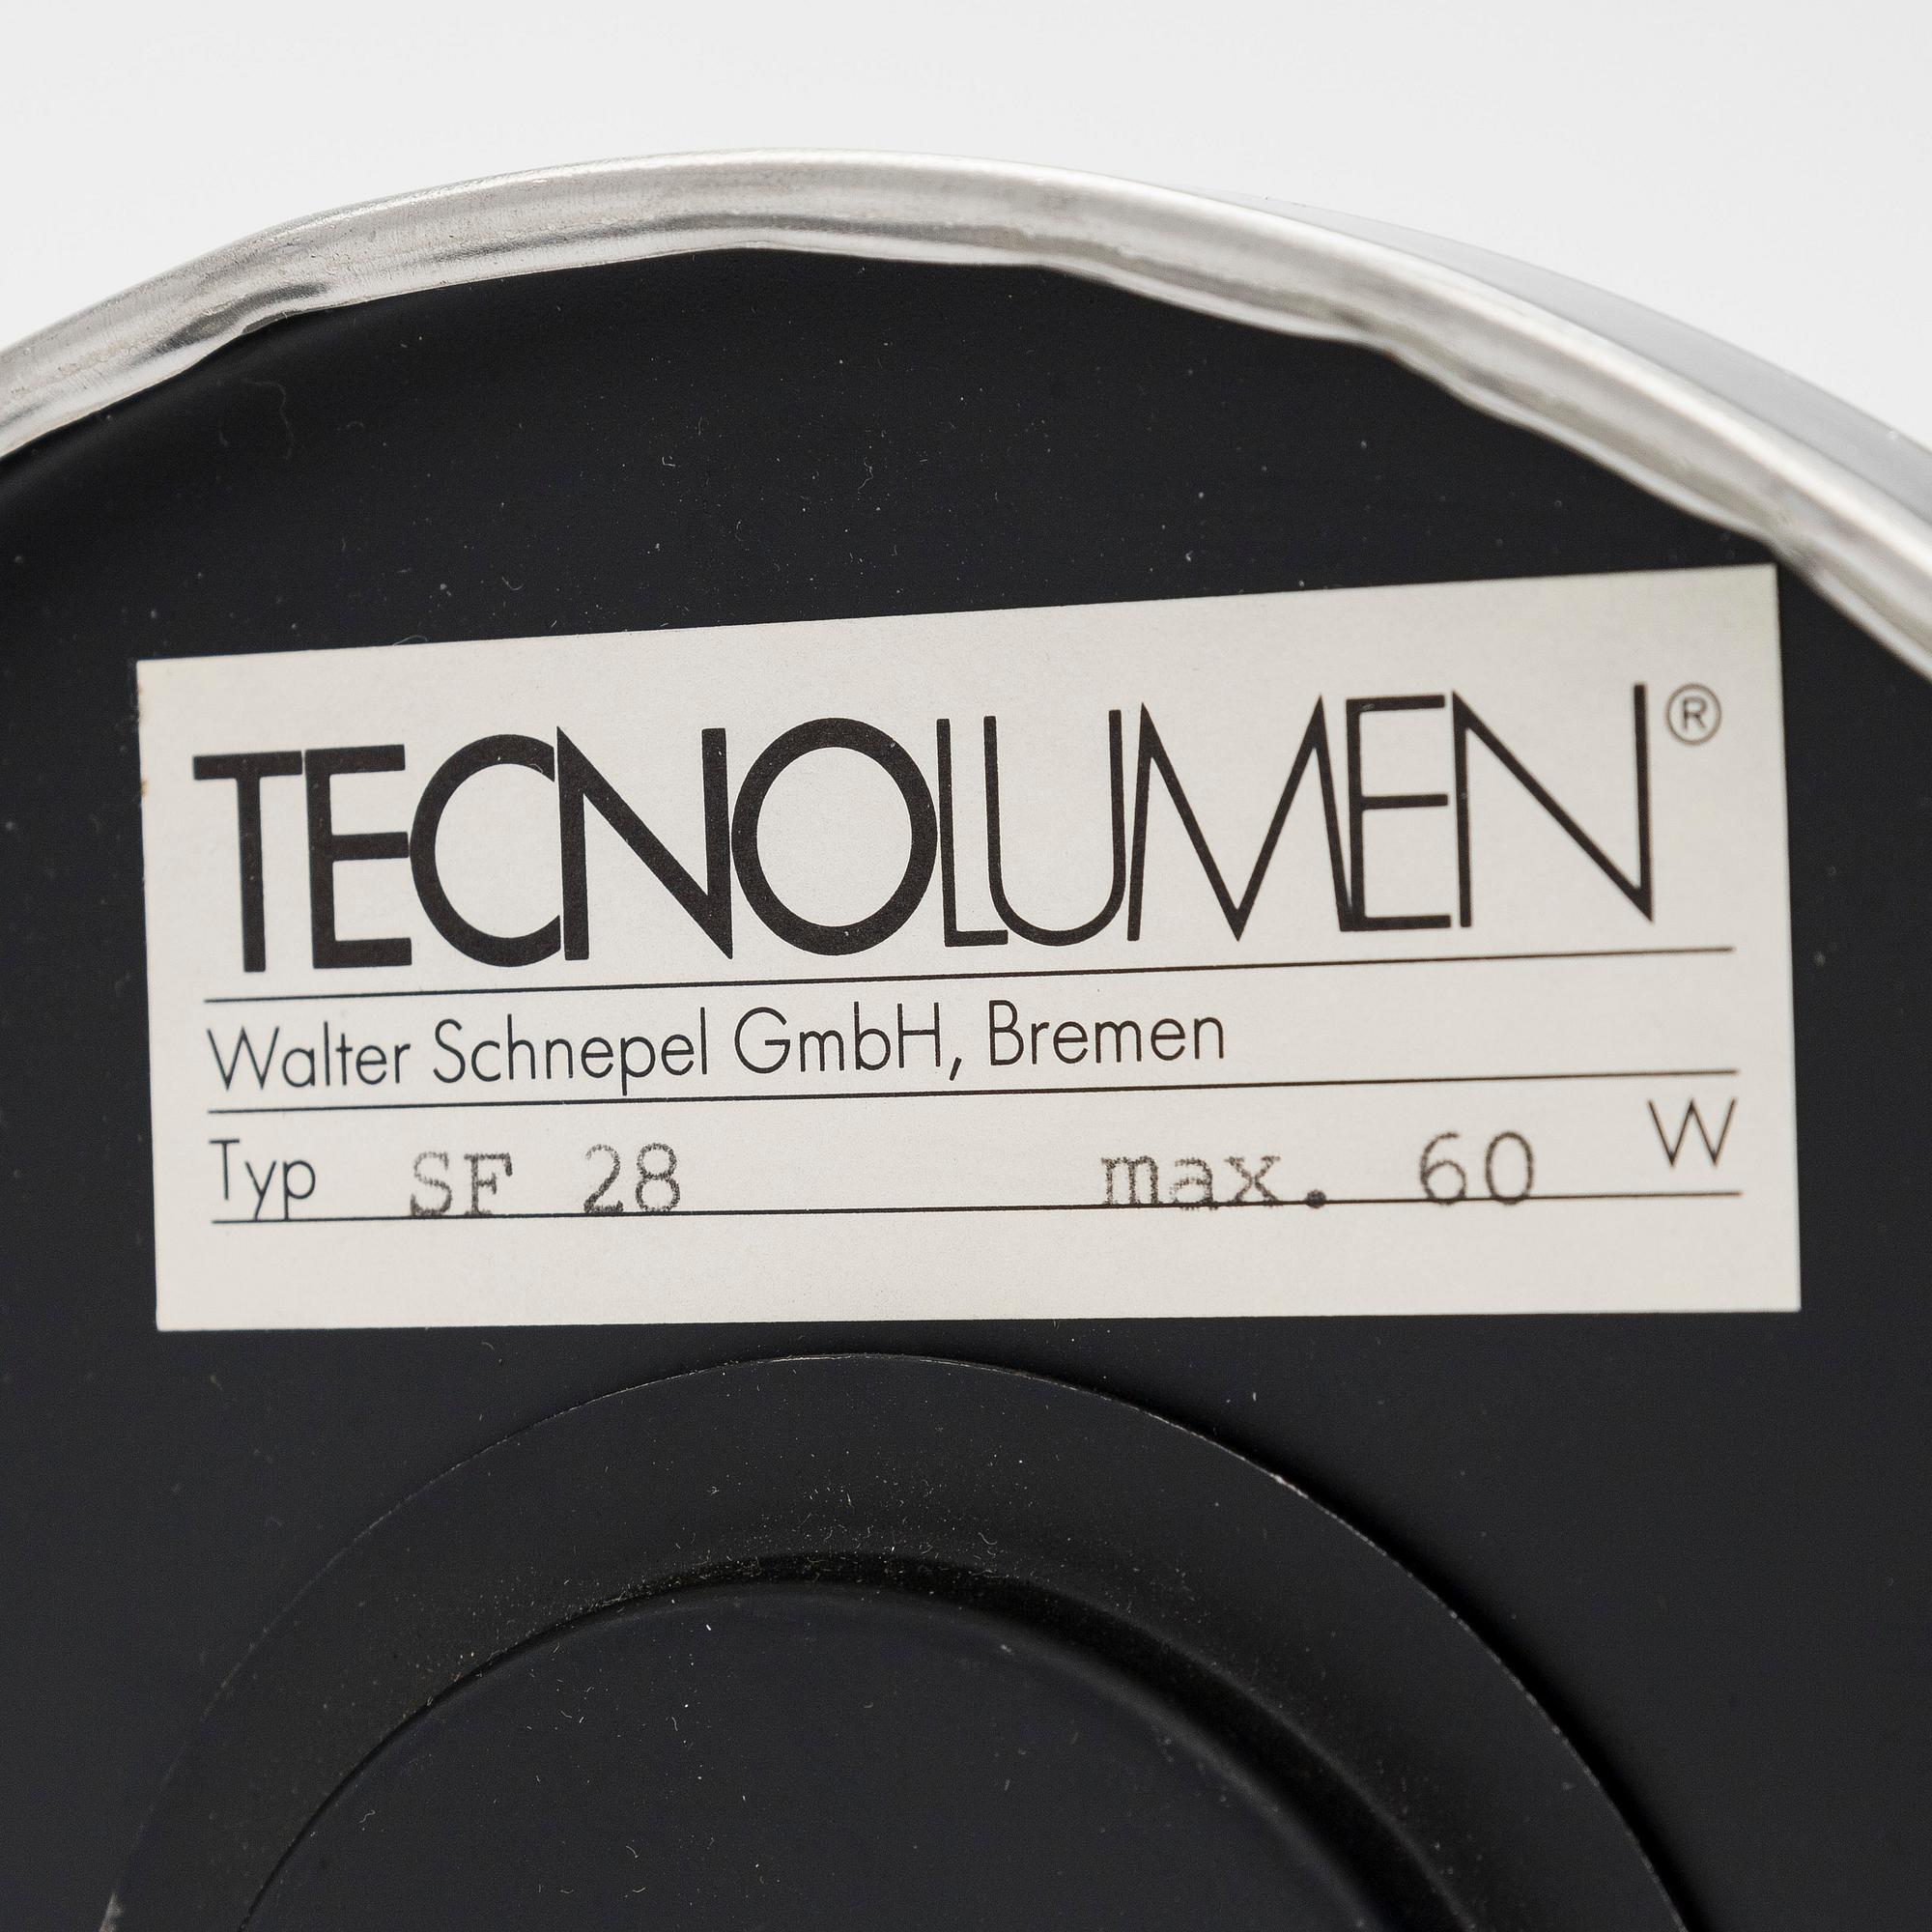 TECNOLUMEN®
Walter Schnepel GmbH, Bremen
Typ SF 28 max. 60 W